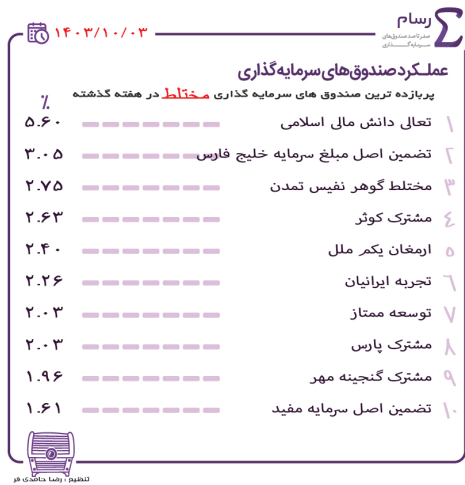 رسام
صفر تا صد صندوق‌های
سرمایه گذاری
۱۴۰۳/۱۰/۰۳
عملکرد صندوق‌های سرمایه‌گذاری
پربازده ترین صندوق های سرمایه گذاری مختلط در هفته گذشته
٪
۱ تعالی دانش مالی اسلامی ۵.۶۰
۲ تضمین اصل مبلغ سرمایه خلیج فارس ۳.۰۵
۳ مختلط گوهر نفیس تمدن ۲.۷۵
٤ مشترک کوثر ۲.۶۳
۵ ارمغان یکم ملل ۲.۴۰
۶ تجربه ایرانیان ۲.۲۶
۷ توسعه ممتاز ۲.۰۳
۸ مشترک پارس ۲.۰۳
۹ مشترک گنجینه مهر ۱.۹۶
۱۰ تضمین اصل سرمایه مفید ۱.۶۱
تنظیم : رضا حامدی فر